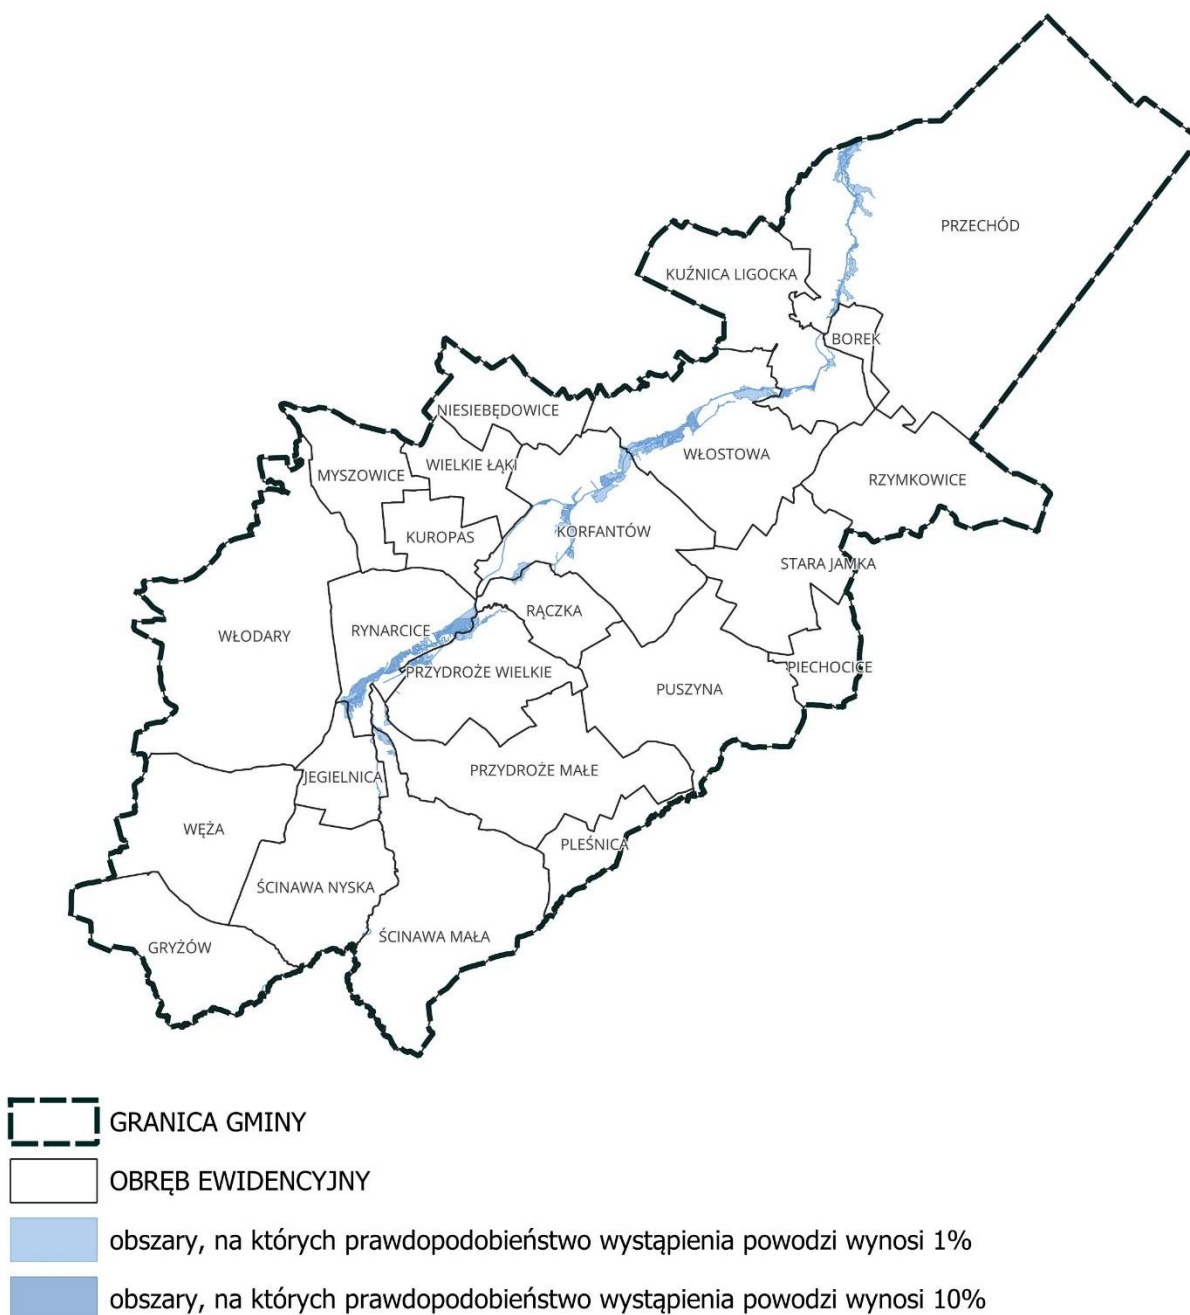 PRZECHÓD
KUŹNICA LIGOCKA
BOREK
NIESIEBĘDOWICE
WIELKIE ŁĄKI
WŁOSTOWA
MYSZOWICE
RZYMKOWICE
KUROPAS
KORFANTÓW
STARA JAMKA
RĄCZKA
RYNARCICE
WŁODARY
PRZYDROŻE WIELKIE
PIECHOCICE
PUSZYNA
JEGIELNICA
PRZYDROŻE MAŁE
WĘŻA
PLEŚNICA
ŚCINAWA NYSKA
ŚCINAWA MAŁA
GRYŻÓW
GRANICA GMINY
OBRĘB EWIDENCYJNY
obszary, na których prawdopodobieństwo wystąpienia powodzi wynosi 1%
obszary, na których prawdopodobieństwo wystąpienia powodzi wynosi 10%